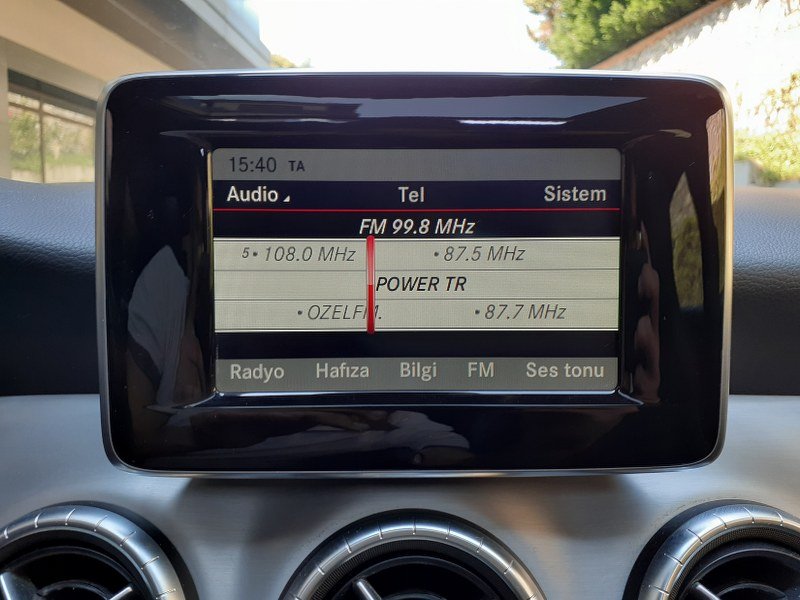 15:40 TA
Audio Tel Sistem
FM 99.8 MHz
5• 108.0 MHz • 87.5 MHz
POWER TR
• OZELFM. • 87.7 MHz
Radyo Hafıza Bilgi FM Ses tonu